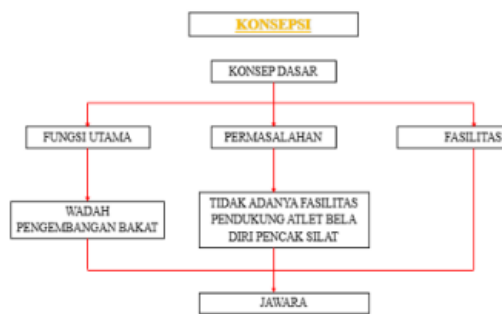 KONSEPSI
KONSEP DASAR
FUNGSI UTAMA
PERMASALAHAN
FASILITAS
WADAH
PENGEMBANGAN BAKAT
TIDAK ADANYA FASILITAS
PENDUKUNG ATLET BELA
DIRI PENCAK SILAT
JAWARA